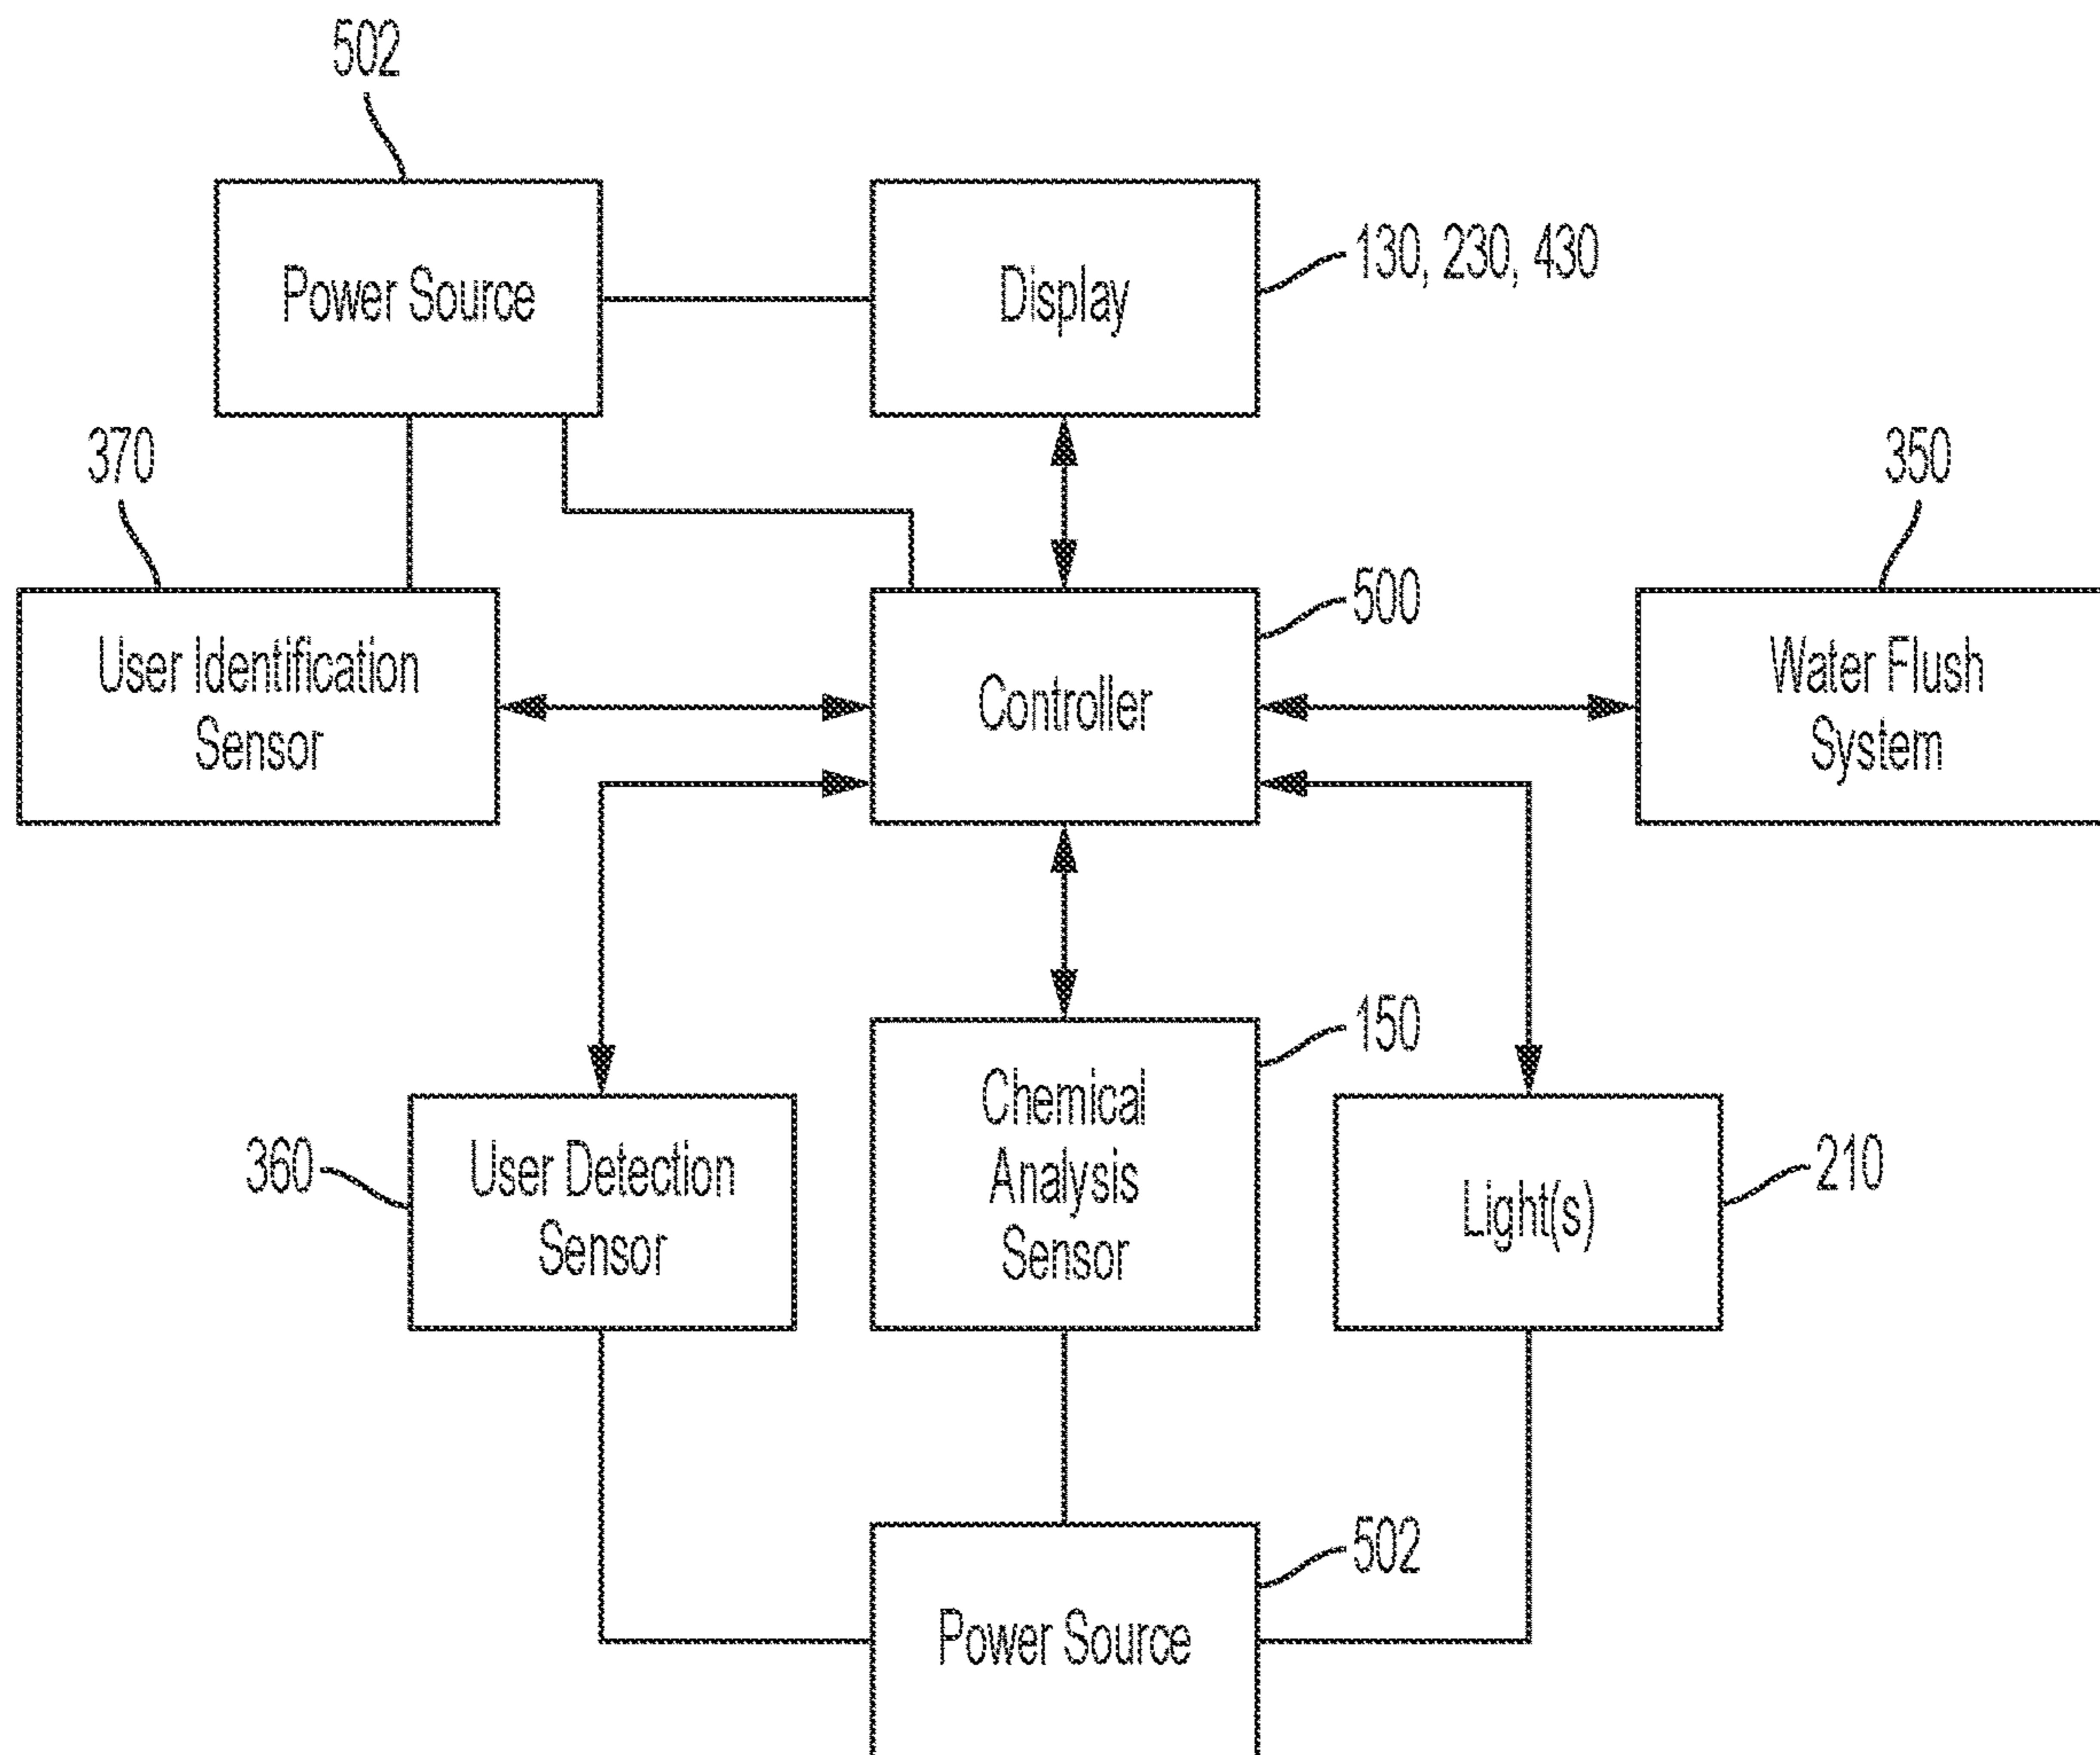 502
Power Source
Display
130, 230, 430
370
350
500
User Identification
Sensor
Controller
Water Flush
System
150
360
User Detection
Sensor
Chemical
Analysis
Sensor
Light(s)
210
502
Power Source